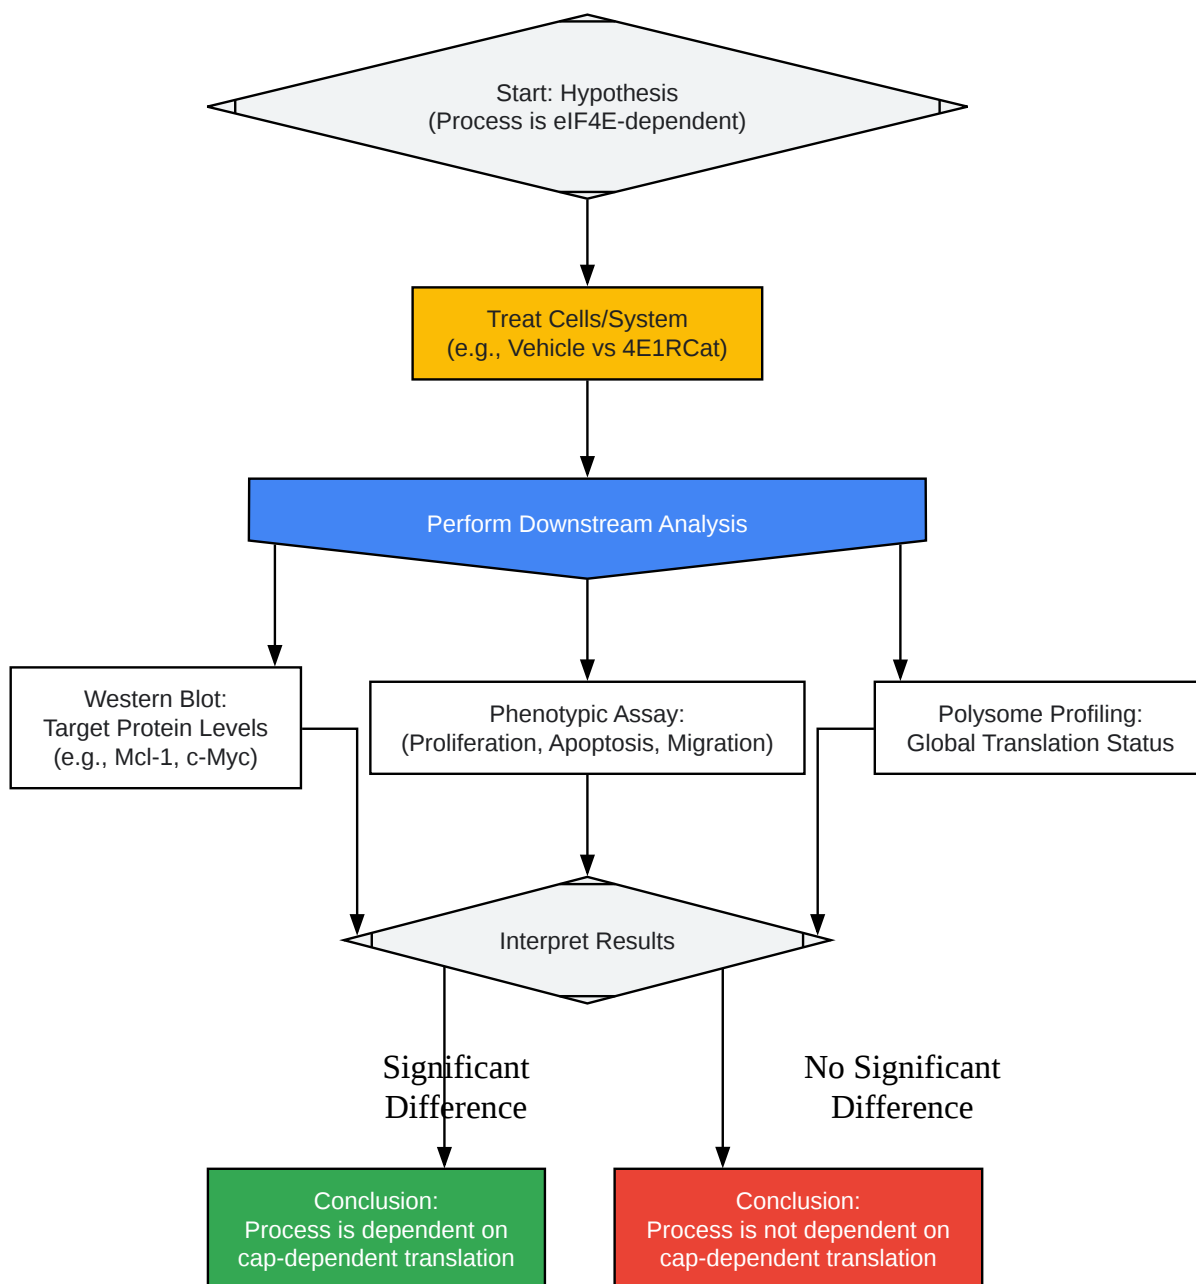 Start: Hypothesis
(Process is eIF4E-dependent)
Treat Cells/System
(e.g., Vehicle vs 4E1RCat)
Perform Downstream Analysis
Western Blot:
Target Protein Levels
(e.g., Mcl-1, c-Myc)
Phenotypic Assay:
(Proliferation, Apoptosis, Migration)
Polysome Profiling:
Global Translation Status
Interpret Results
Significant
Difference
No Significant
Difference
Conclusion:
Process is dependent on
cap-dependent translation
Conclusion:
Process is not dependent on
cap-dependent translation